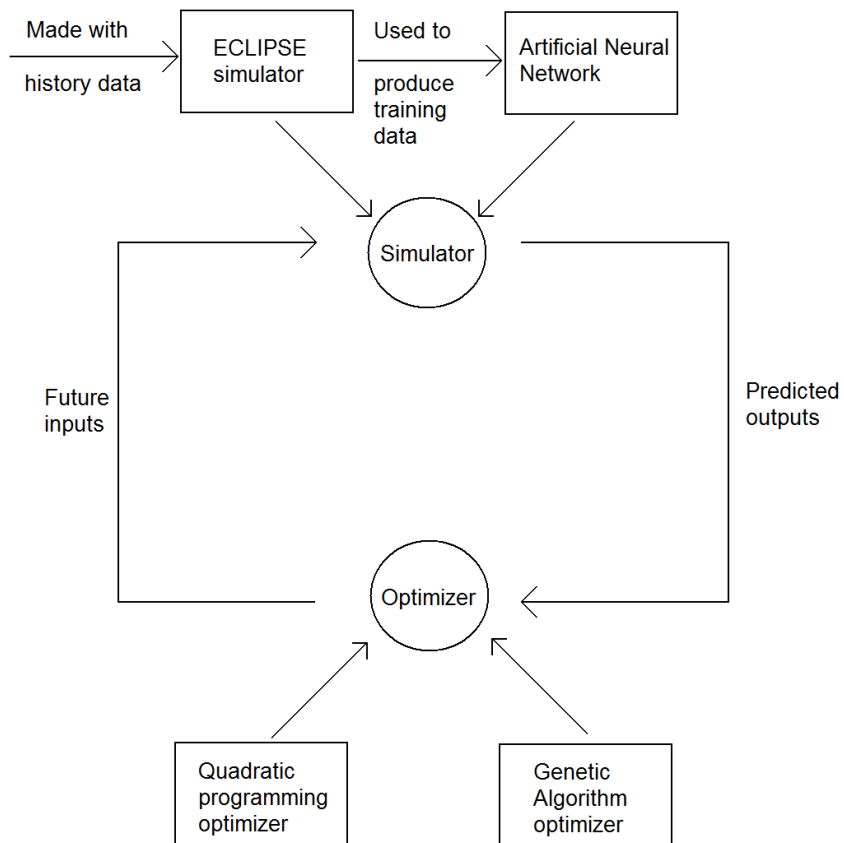 Made with
history data
ECLIPSE
simulator
Used to
produce
training
data
Artificial Neural
Network
Simulator
Future
inputs
Predicted
outputs
Optimizer
Quadratic
programming
optimizer
Genetic
Algorithm
optimizer